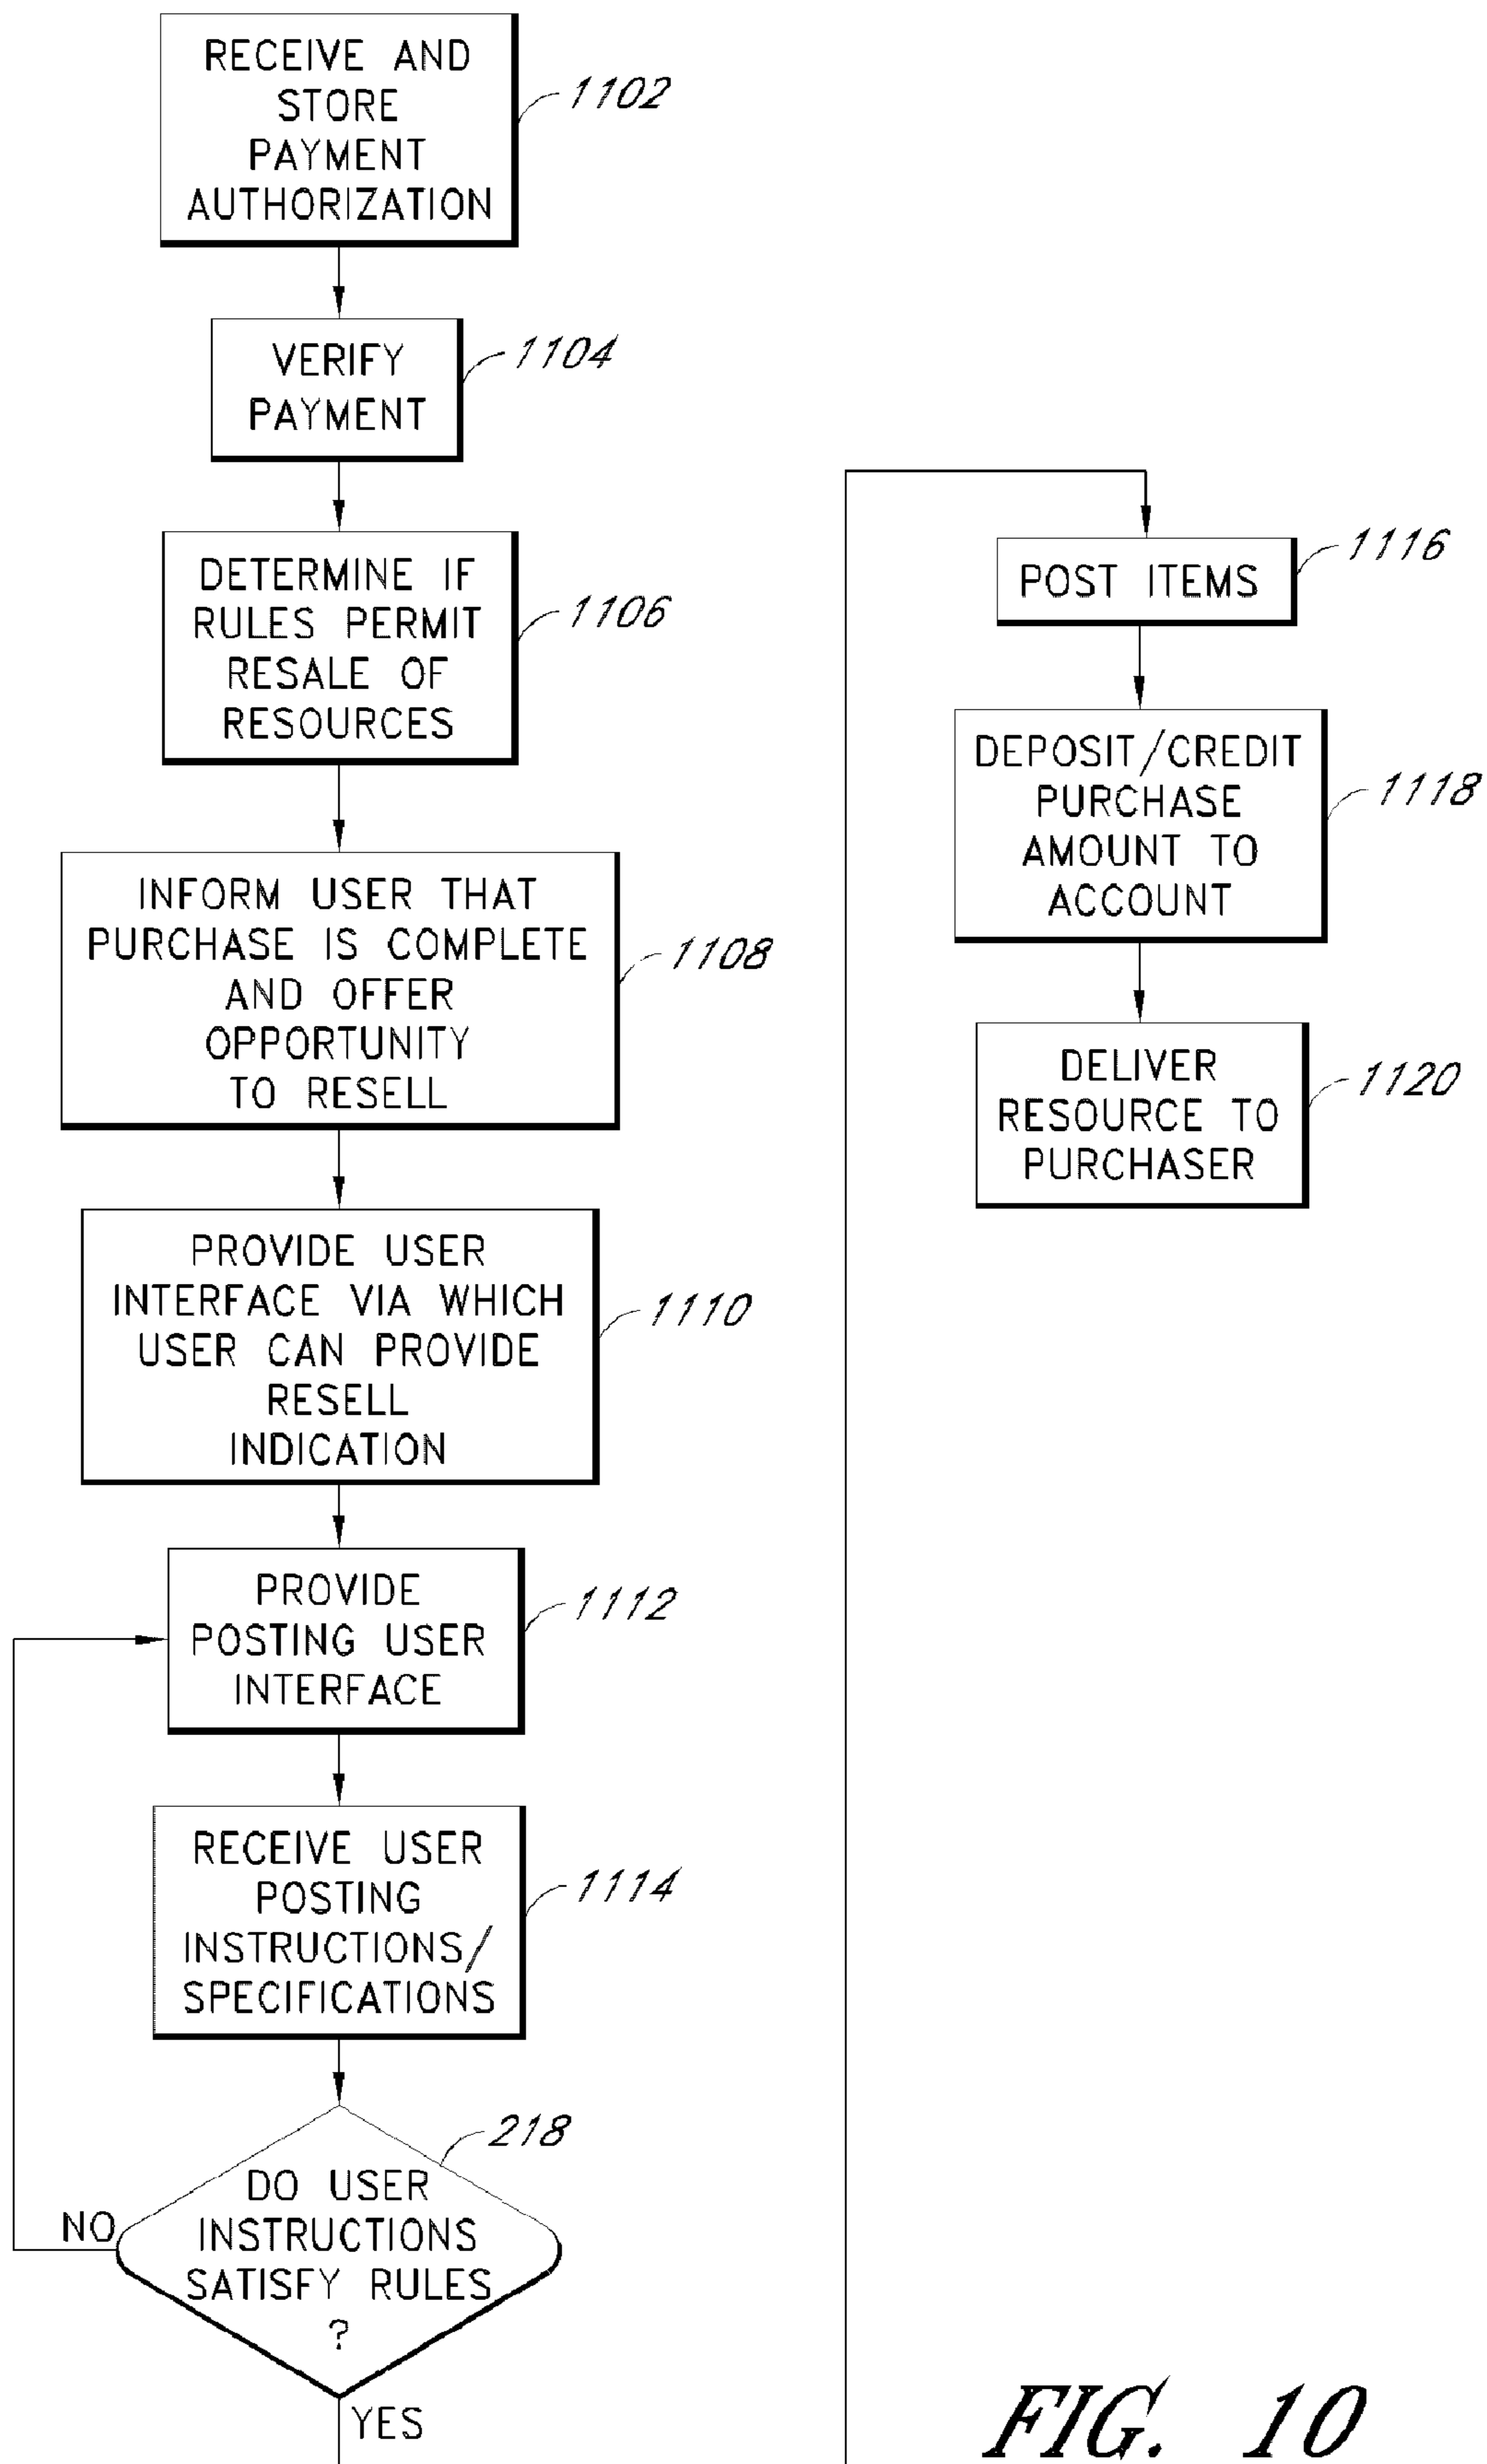 RECEIVE AND
STORE
PAYMENT
AUTHORIZATION
1102
VERIFY
PAYMENT
1104
DETERMINE IF
RULES PERMIT
RESALE OF
RESOURCES
1106
INFORM USER THAT
PURCHASE IS COMPLETE
AND OFFER
OPPORTUNITY
TO RESELL
1108
PROVIDE USER
INTERFACE VIA WHICH
USER CAN PROVIDE
RESELL
INDICATION
1110
PROVIDE
POSTING USER
INTERFACE
1112
RECEIVE USER
POSTING
INSTRUCTIONS/
SPECIFICATIONS
1114
DO USER
INSTRUCTIONS
SATISFY RULES
?
218
NO
YES
POST ITEMS
1116
DEPOSIT/CREDIT
PURCHASE
AMOUNT TO
ACCOUNT
1118
DELIVER
RESOURCE TO
PURCHASER
1120
FIG. 10